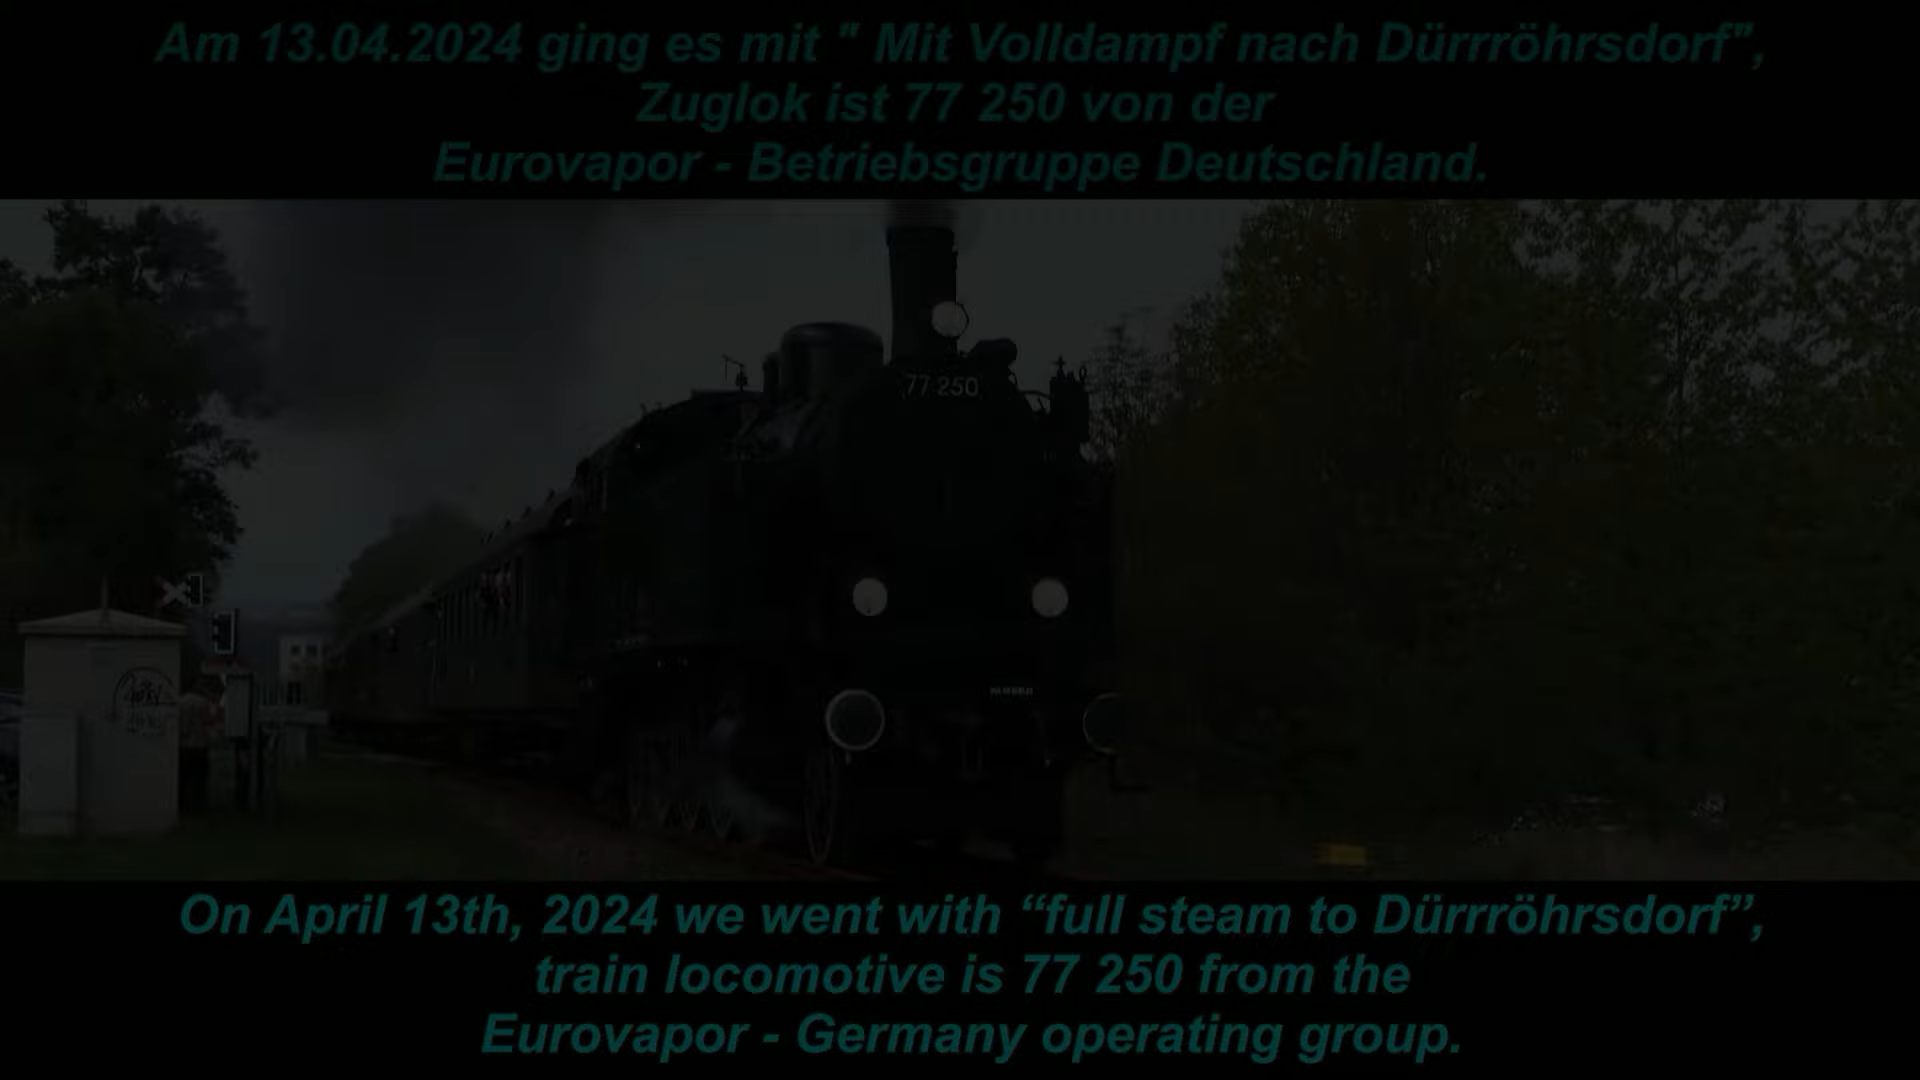 Am 13.04.2024 ging es mit " Mit Volldampf nach Dürrröhrsdorf",
Zuglok ist 77 250 von der
Eurovapor - Betriebsgruppe Deutschland.
77 250
On April 13th, 2024 we went with “full steam to Dürrröhrsdorf”,
train locomotive is 77 250 from the
Eurovapor - Germany operating group.